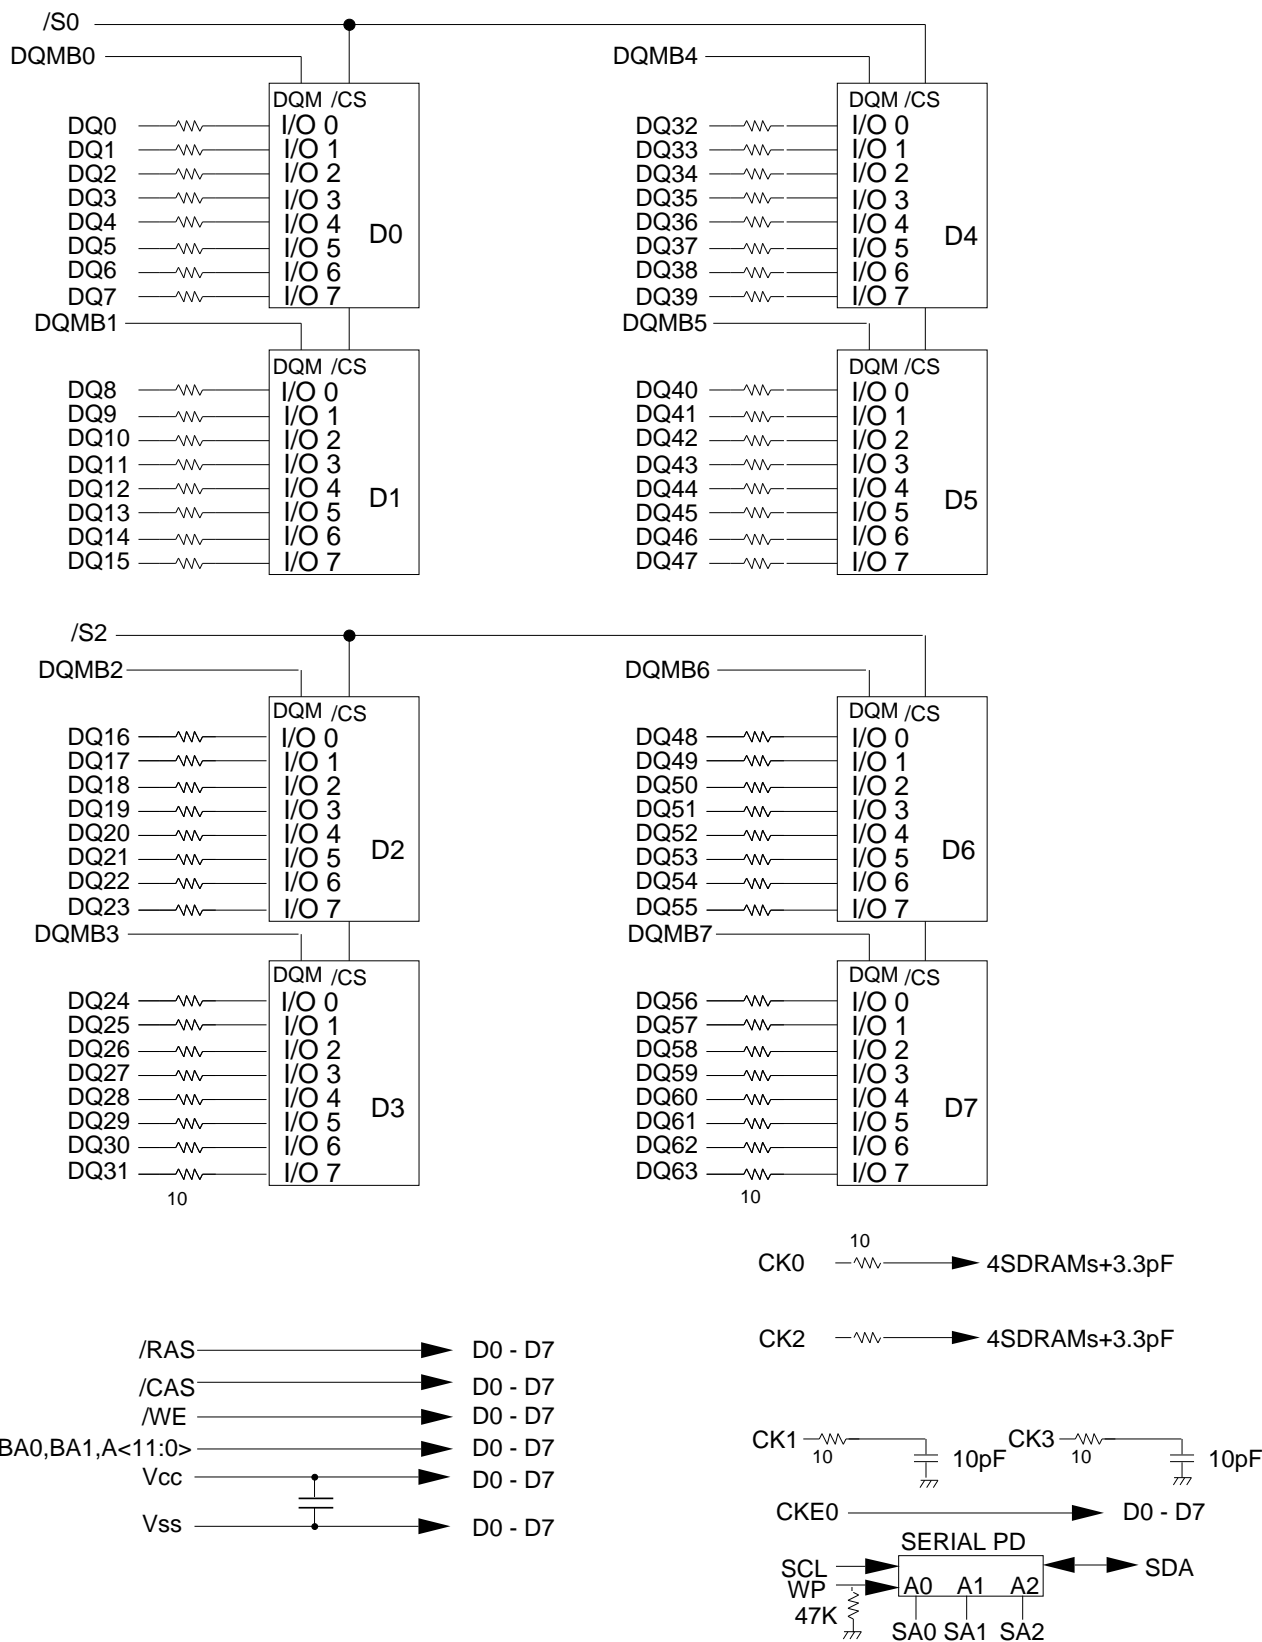 /S0
DQMB0
DQM /CS
DQ0 I/O 0
DQ1 I/O 1
DQ2 I/O 2
DQ3 I/O 3
DQ4 I/O 4
DQ5 I/O 5
DQ6 I/O 6
DQ7 I/O 7
D0
DQMB4
DQM /CS
DQ32 I/O 0
DQ33 I/O 1
DQ34 I/O 2
DQ35 I/O 3
DQ36 I/O 4
DQ37 I/O 5
DQ38 I/O 6
DQ39 I/O 7
D4
DQMB1
DQM /CS
DQ8 I/O 0
DQ9 I/O 1
DQ10 I/O 2
DQ11 I/O 3
DQ12 I/O 4
DQ13 I/O 5
DQ14 I/O 6
DQ15 I/O 7
D1
DQMB5
DQM /CS
DQ40 I/O 0
DQ41 I/O 1
DQ42 I/O 2
DQ43 I/O 3
DQ44 I/O 4
DQ45 I/O 5
DQ46 I/O 6
DQ47 I/O 7
D5
/S2
DQMB2
DQM /CS
DQ16 I/O 0
DQ17 I/O 1
DQ18 I/O 2
DQ19 I/O 3
DQ20 I/O 4
DQ21 I/O 5
DQ22 I/O 6
DQ23 I/O 7
D2
DQMB6
DQM /CS
DQ48 I/O 0
DQ49 I/O 1
DQ50 I/O 2
DQ51 I/O 3
DQ52 I/O 4
DQ53 I/O 5
DQ54 I/O 6
DQ55 I/O 7
D6
DQMB3
DQM /CS
DQ24 I/O 0
DQ25 I/O 1
DQ26 I/O 2
DQ27 I/O 3
DQ28 I/O 4
DQ29 I/O 5
DQ30 I/O 6
DQ31 I/O 7
D3
10
DQMB7
DQM /CS
DQ56 I/O 0
DQ57 I/O 1
DQ58 I/O 2
DQ59 I/O 3
DQ60 I/O 4
DQ61 I/O 5
DQ62 I/O 6
DQ63 I/O 7
D7
10
10
CK0 4SDRAMs+3.3pF
CK2 4SDRAMs+3.3pF
/RAS D0 - D7
/CAS D0 - D7
/WE D0 - D7
BA0,BA1,A<11:0> D0 - D7
Vcc D0 - D7
Vss D0 - D7
CK1 10 10pF
CK3 10 10pF
CKE0 D0 - D7
SERIAL PD
SCL SDA
WP A0 A1 A2
47K
SA0 SA1 SA2